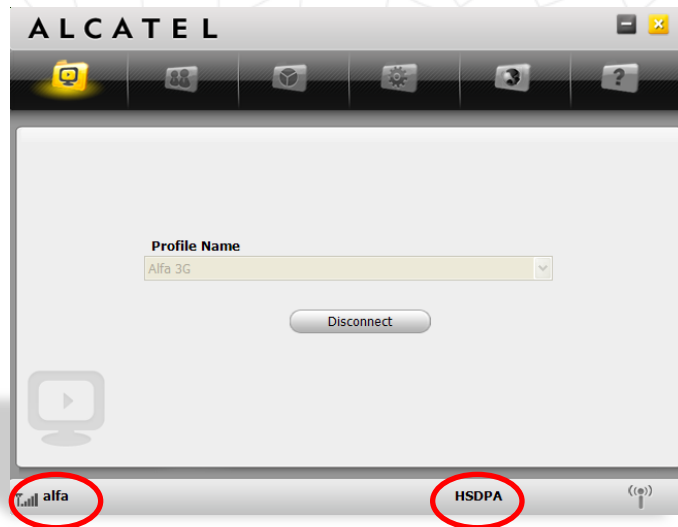 ALCATEL
Profile Name
Alfa 3G
Disconnect
alfa
HSDPA